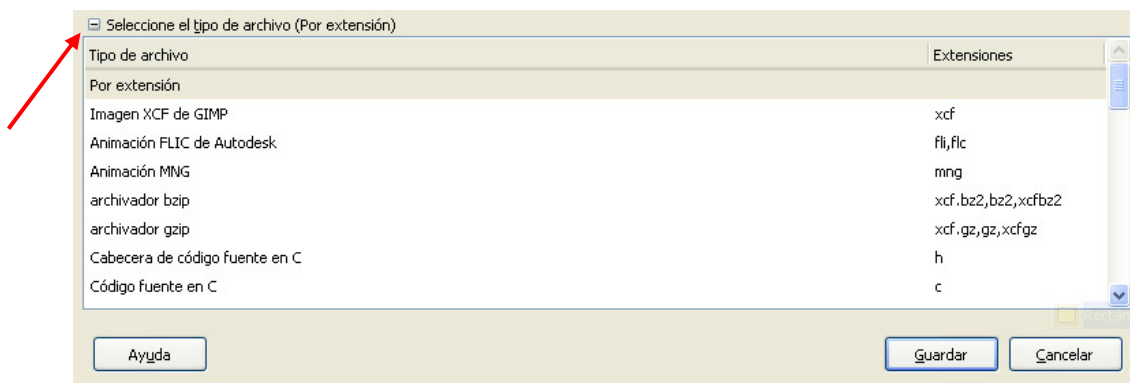 Seleccione el tipo de archivo (Por extensión)
Tipo de archivo Extensiones
Por extensión
Imagen XCF de GIMP xcf
Animación FLIC de Autodesk fli,flc
Animación MNG mng
archivador bzip xcf.bz2,bz2,xcfbz2
archivador gzip xcf.gz,gz,xcfgz
Cabecera de código fuente en C h
Código fuente en C c
Ayuda Guardar Cancelar